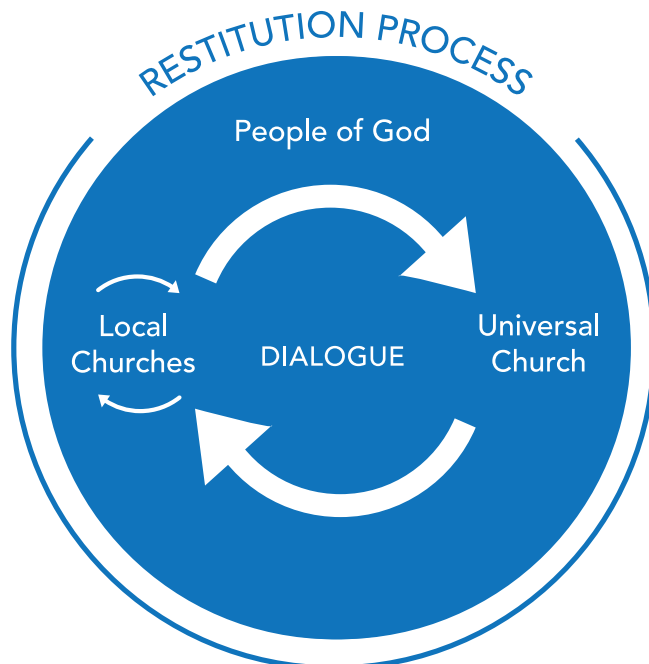 RESTITUTION PROCESS
People of God
Local
Churches
DIALOGUE
Universal
Church